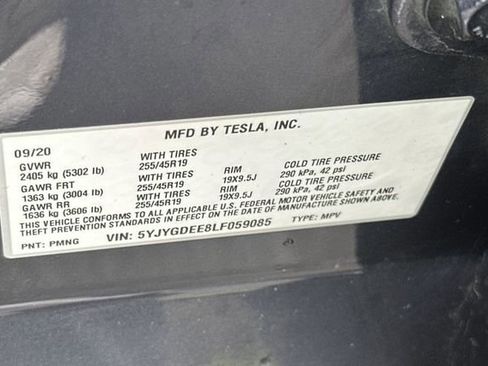 MFD BY TESLA, INC.
09/20
GVWR WITH TIRES
2405 kg (5302 lb) 255/45R19 RIM COLD TIRE PRESSURE
GAWR FRT WITH TIRES 19X9.5J 290 kPa, 42 psi
1363 kg (3004 lb) 255/45R19 RIM COLD TIRE PRESSURE
GAWR RR WITH TIRES 19X9.5J 290 kPa, 42 psi
1636 kg (3606 lb) 255/45R19
THIS VEHICLE CONFORMS TO ALL APPLICABLE U.S. FEDERAL MOTOR VEHICLE SAFETY AND
THEFT PREVENTION STANDARDS IN EFFECT ON THE DATE OF MANUFACTURE SHOWN ABOVE.
PNT: PMNG VIN: 5YJYGDEE8LF059085 TYPE: MPV